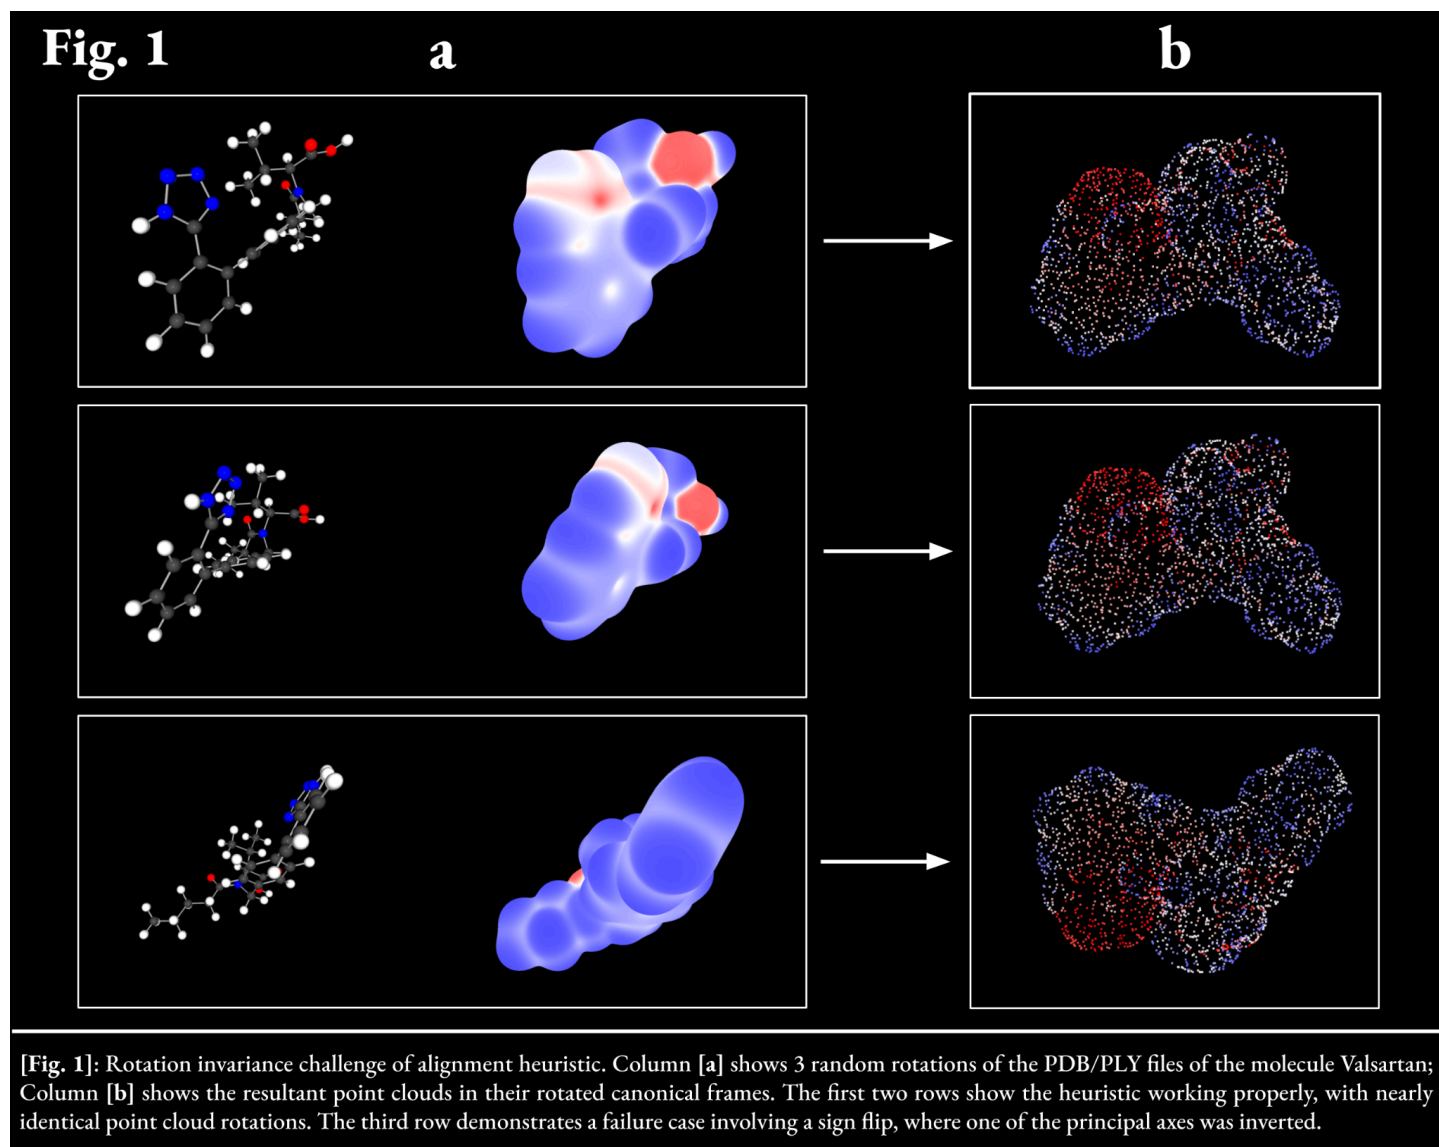 Fig. 1
a
b
[Fig. 1]: Rotation invariance challenge of alignment heuristic. Column [a] shows 3 random rotations of the PDB/PLY files of the molecule Valsartan;
Column [b] shows the resultant point clouds in their rotated canonical frames. The first two rows show the heuristic working properly, with nearly
identical point cloud rotations. The third row demonstrates a failure case involving a sign flip, where one of the principal axes was inverted.